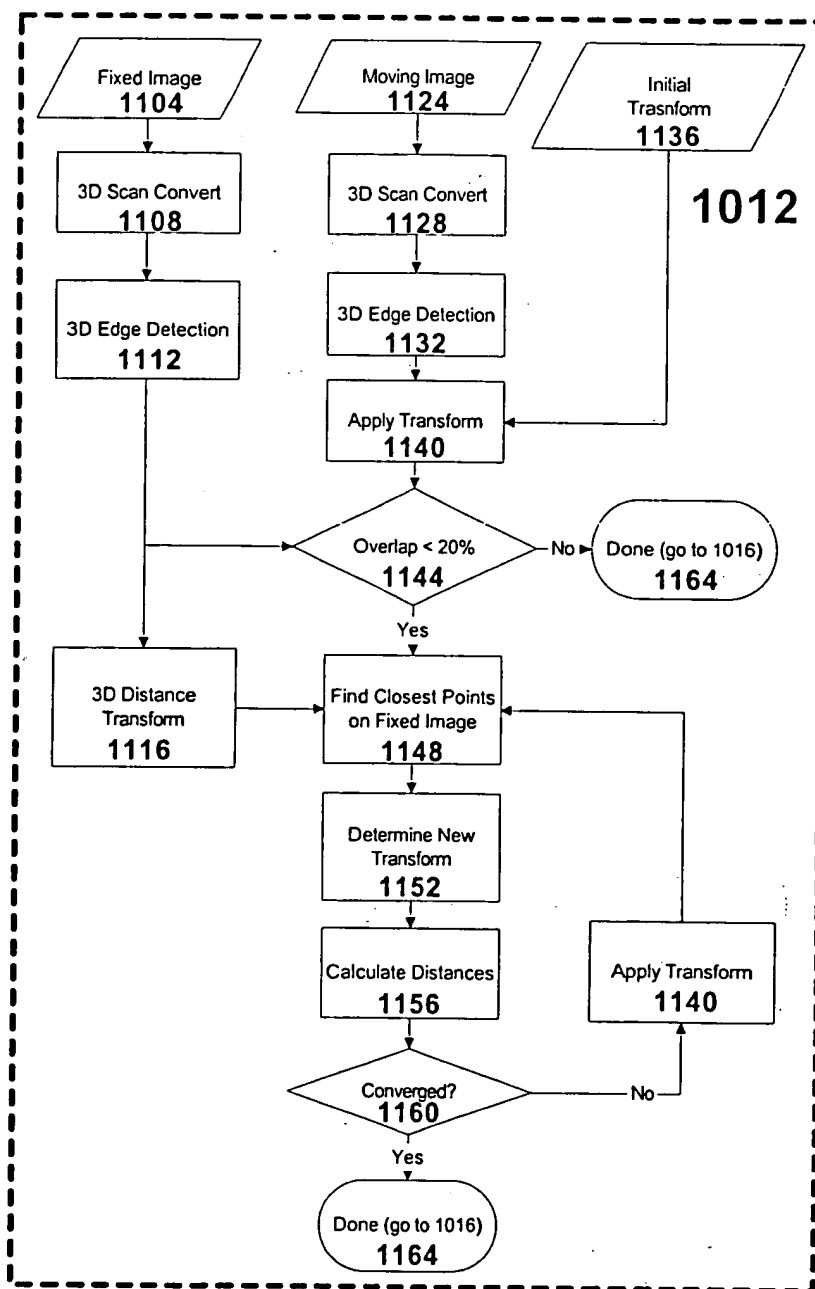 Fixed Image
1104
Moving Image
1124
Initial
Trasnform
1136
1012
3D Scan Convert
1108
3D Scan Convert
1128
3D Edge Detection
1112
3D Edge Detection
1132
Apply Transform
1140
Overlap < 20%
1144
No
Done (go to 1016)
1164
Yes
3D Distance
Transform
1116
Find Closest Points
on Fixed Image
1148
Determine New
Transform
1152
Calculate Distances
1156
Apply Transform
1140
Converged?
1160
No
Yes
Done (go to 1016)
1164